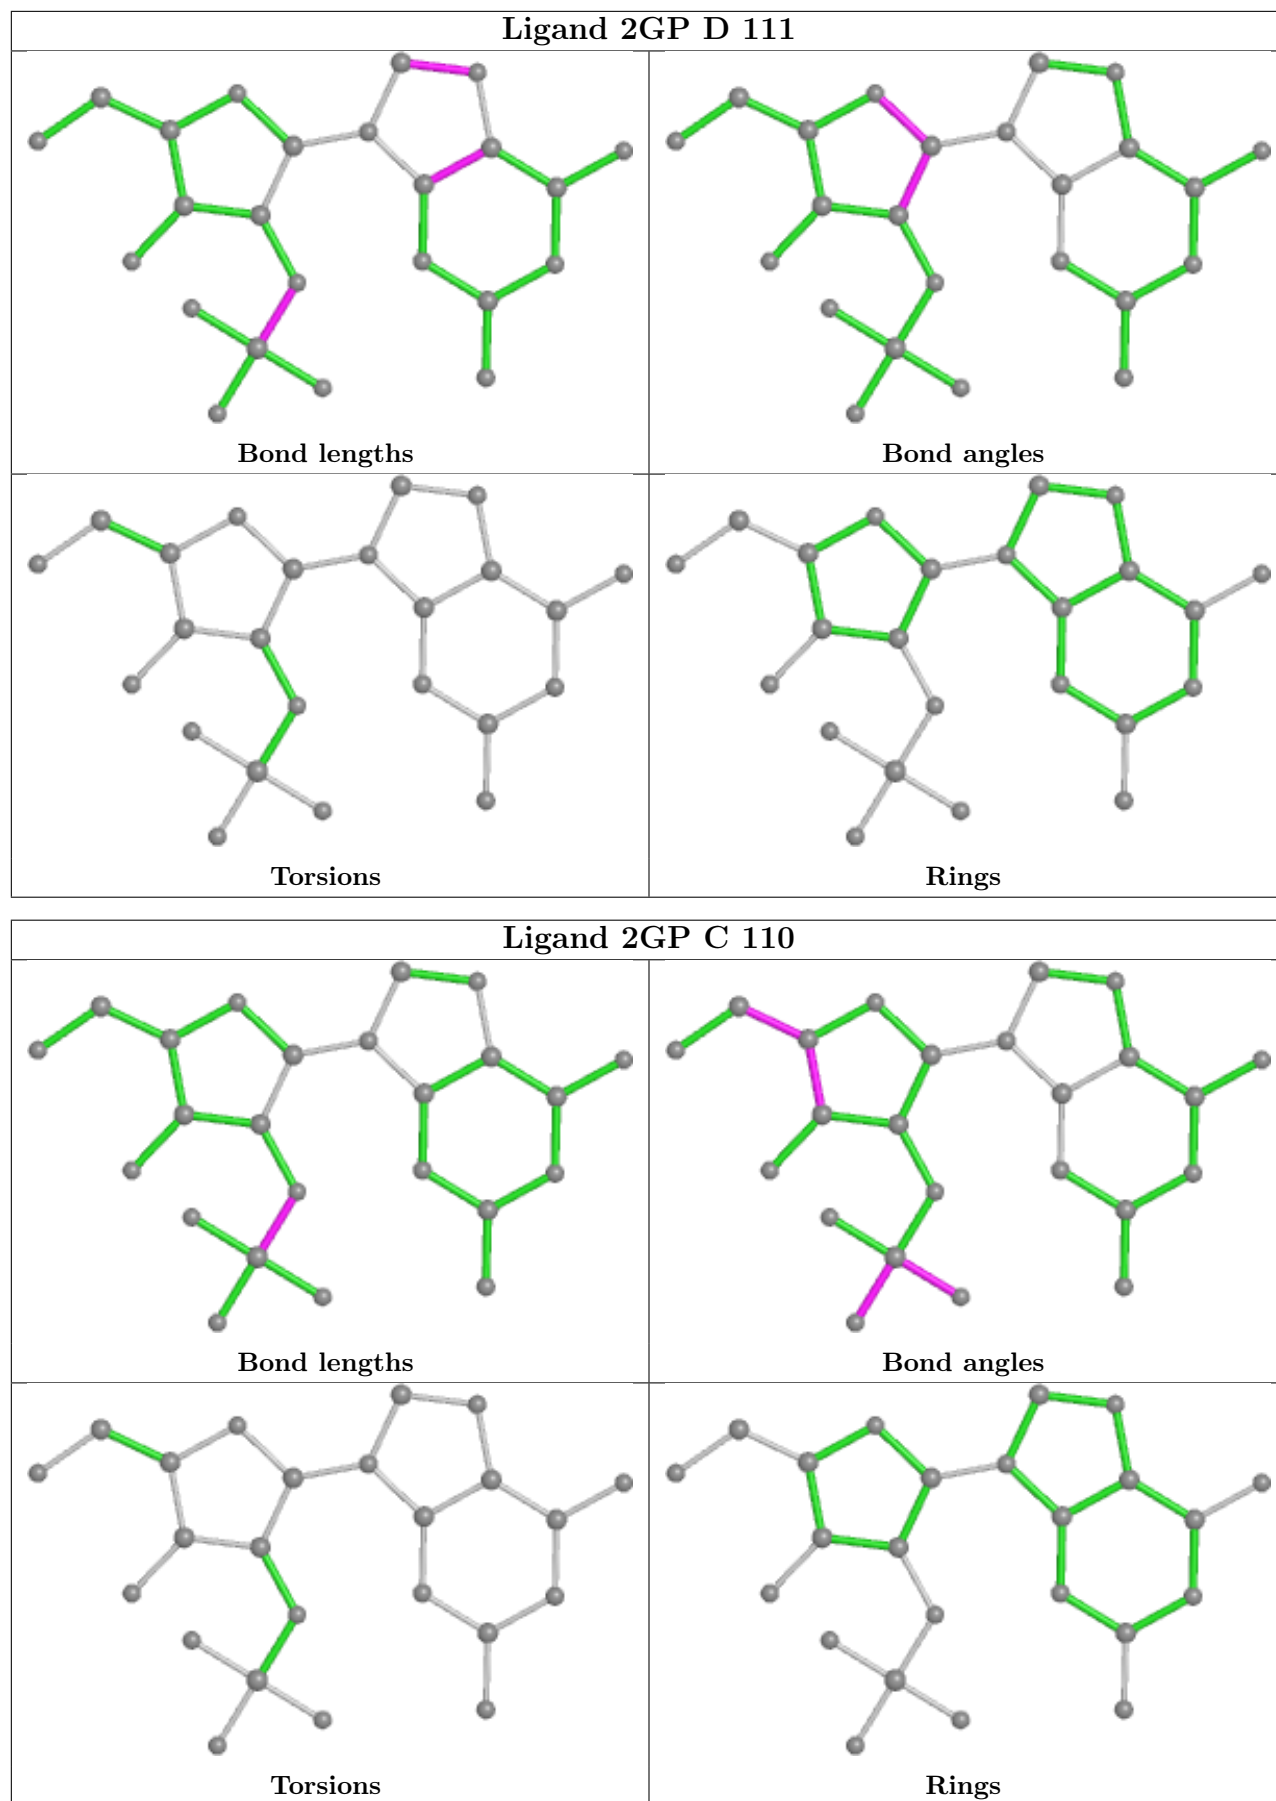 Ligand 2GP D 111
Bond lengths
Bond angles
Torsions
Rings
Ligand 2GP C 110
Bond lengths
Bond angles
Torsions
Rings